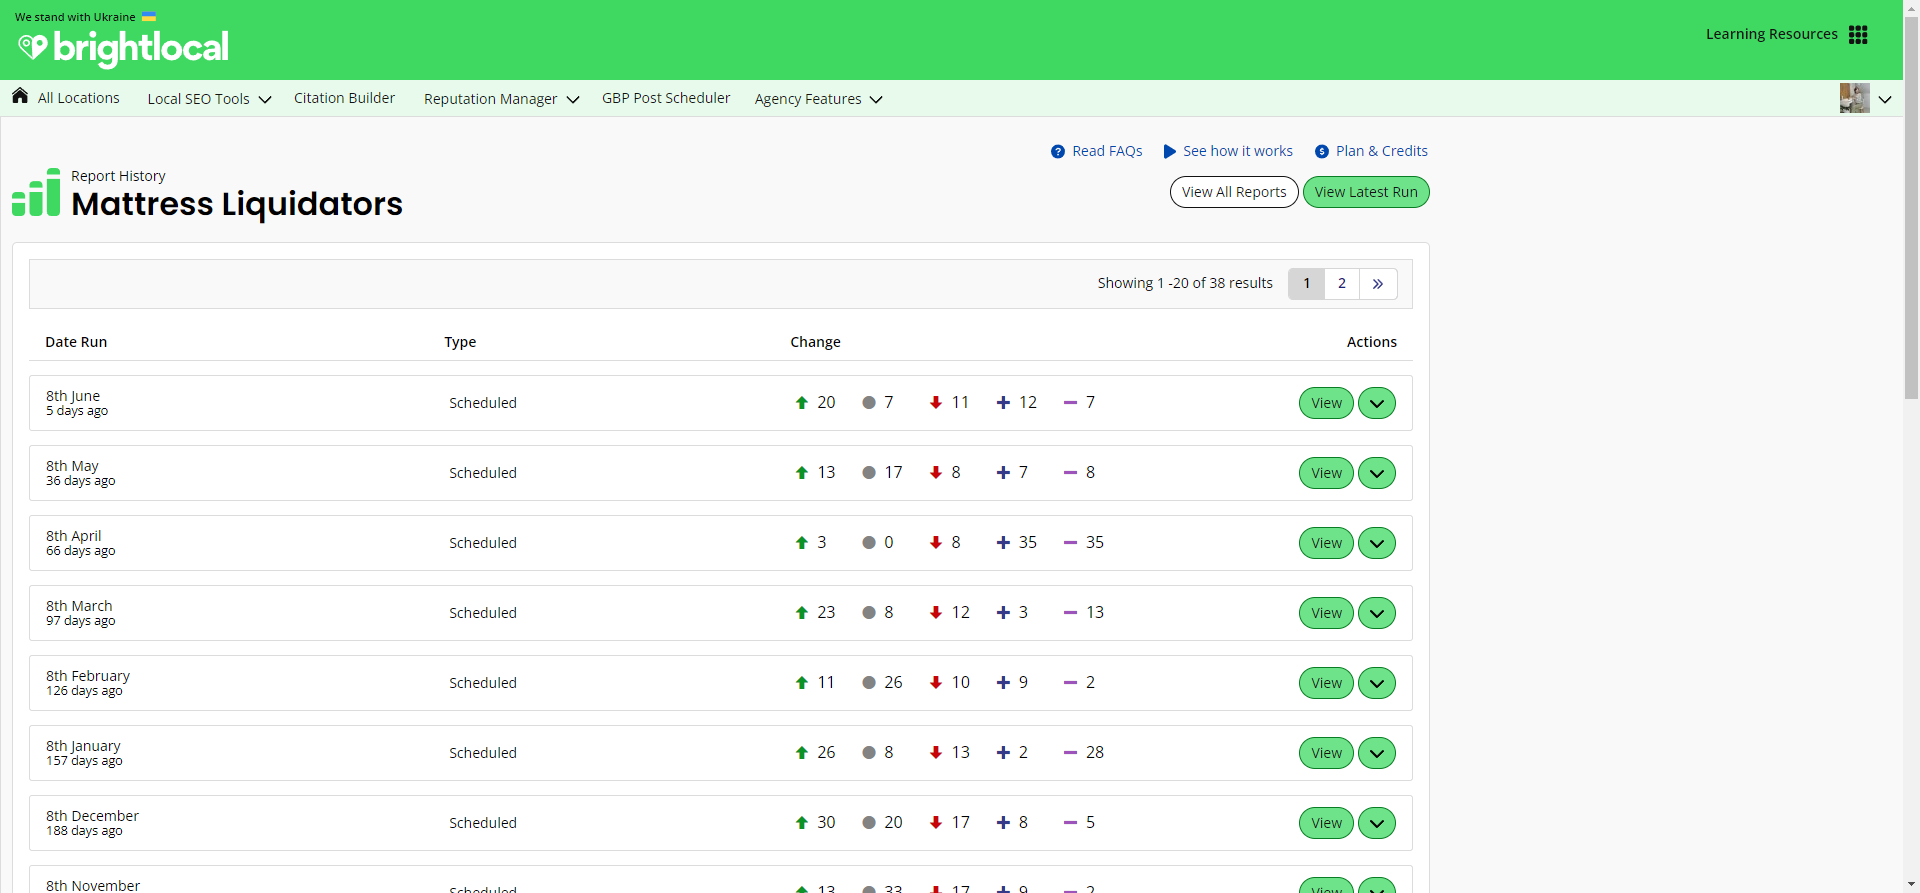 We stand with Ukraine
brightlocal
Learning Resources
All Locations Local SEO Tools Citation Builder Reputation Manager GBP Post Scheduler Agency Features
Read FAQs See how it works Plan & Credits
Report History
Mattress Liquidators
View All Reports View Latest Run
Showing 1 -20 of 38 results 1 2 »
Date Run Type Change Actions
8th June
5 days ago
Scheduled 20 7 11 12 7 View
8th May
36 days ago
Scheduled 13 17 8 7 8 View
8th April
66 days ago
Scheduled 3 0 8 35 35 View
8th March
97 days ago
Scheduled 23 8 12 3 13 View
8th February
126 days ago
Scheduled 11 26 10 9 2 View
8th January
157 days ago
Scheduled 26 8 13 2 28 View
8th December
188 days ago
Scheduled 30 20 17 8 5 View
8th November
Scheduled 13 33 17 9 2 View